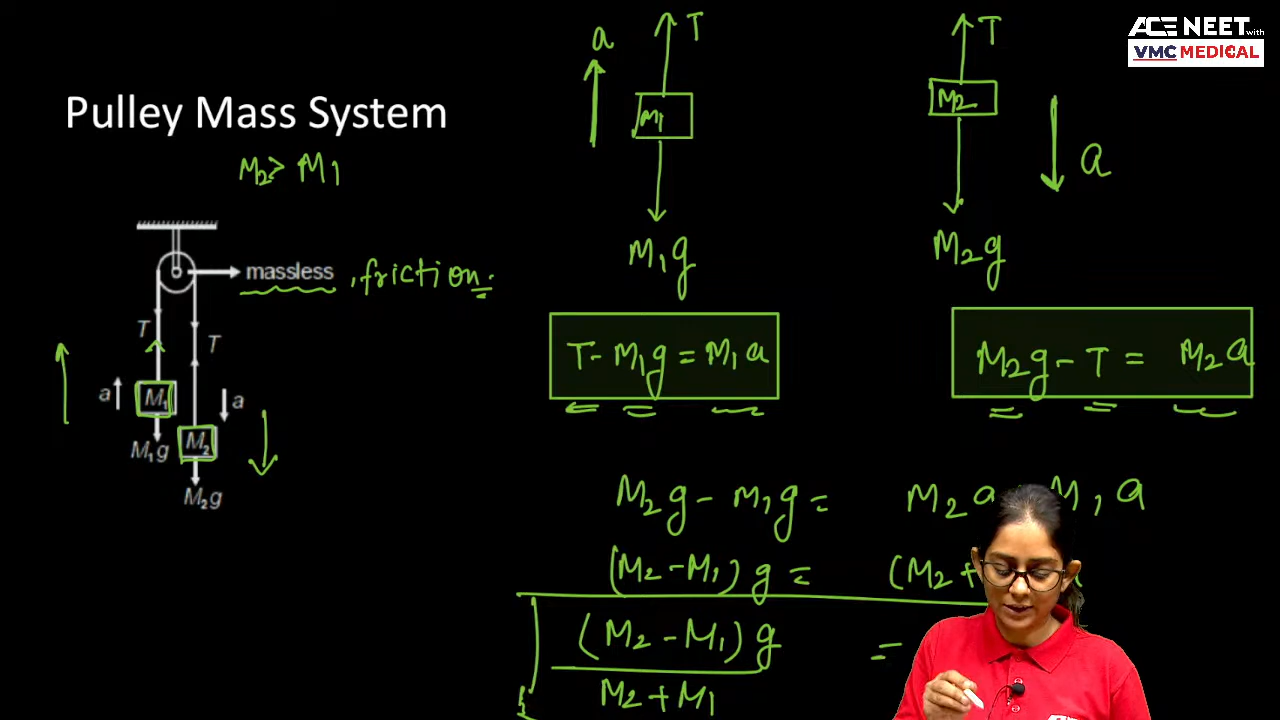 ACE NEET with
VMC MEDICAL
Pulley Mass System
M2 > M1
massless , friction.
T
T
a
M1
a
M2
M1g
M2g
a
T
M1
M1g
T
M2
a
M2g
T - M1g = M1a
M2g - T = M2a
M2g - M1g = M2a M1a
(M2 - M1) g = (M2 +
(M2 - M1) g =
M2 + M1